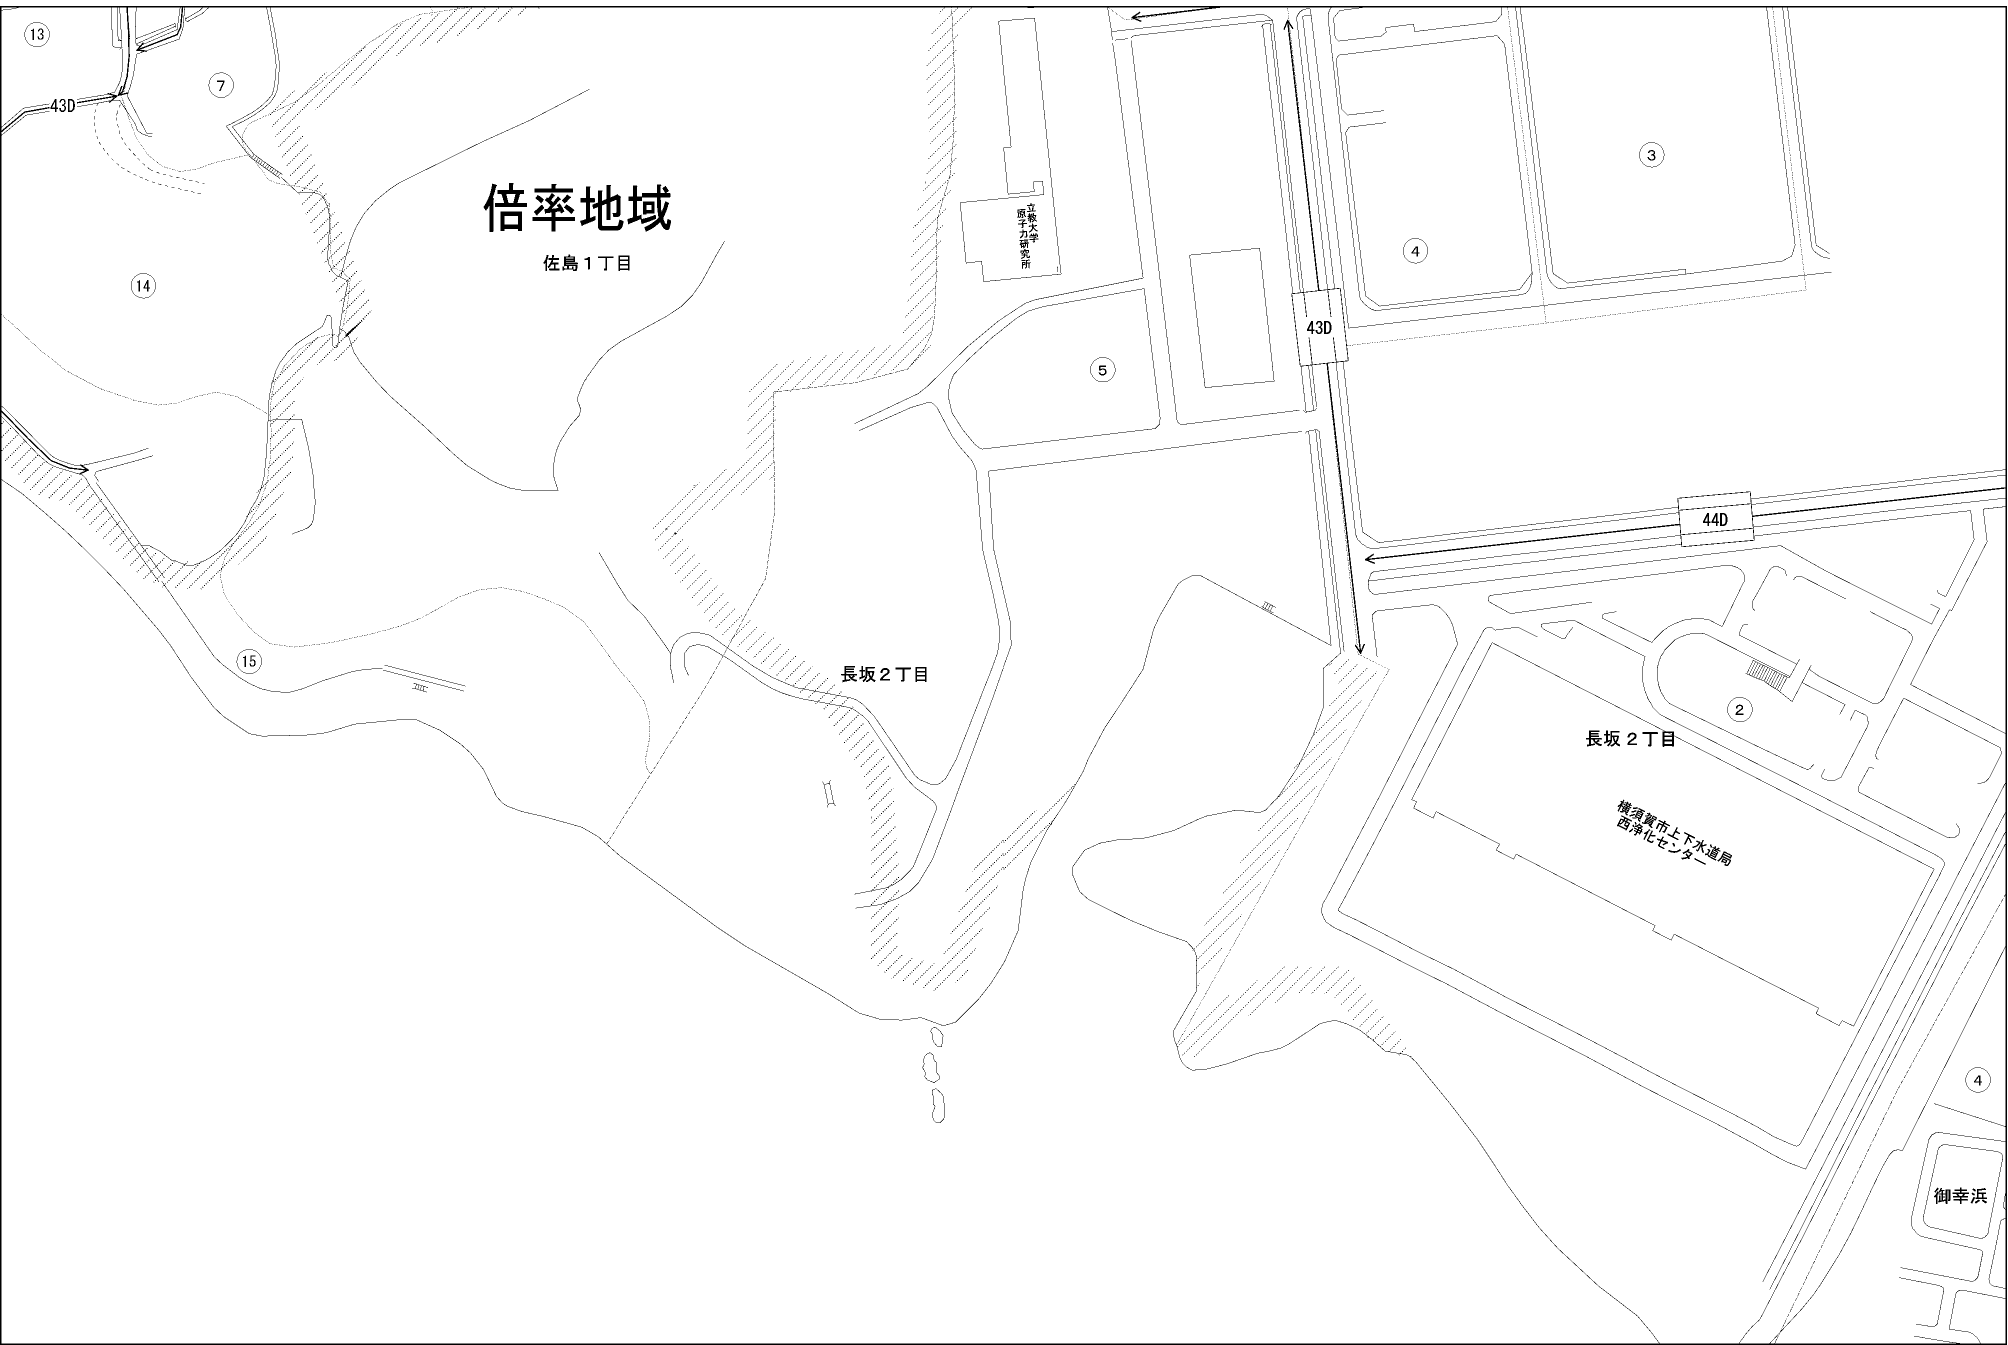 13
7
43D
3
倍率地域
立教大学
原子力研究所
4
佐島1丁目
14
43D
5
44D
15
長坂2丁目
2
長坂2丁目
横須賀市上下水道局
西浄化センター
4
御幸浜